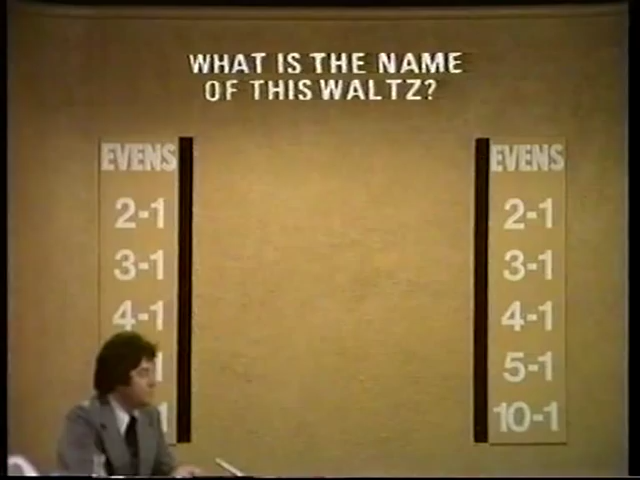 WHAT IS THE NAME
OF THIS WALTZ?
EVENS
2-1
3-1
4-1
EVENS
2-1
3-1
4-1
5-1
10-1